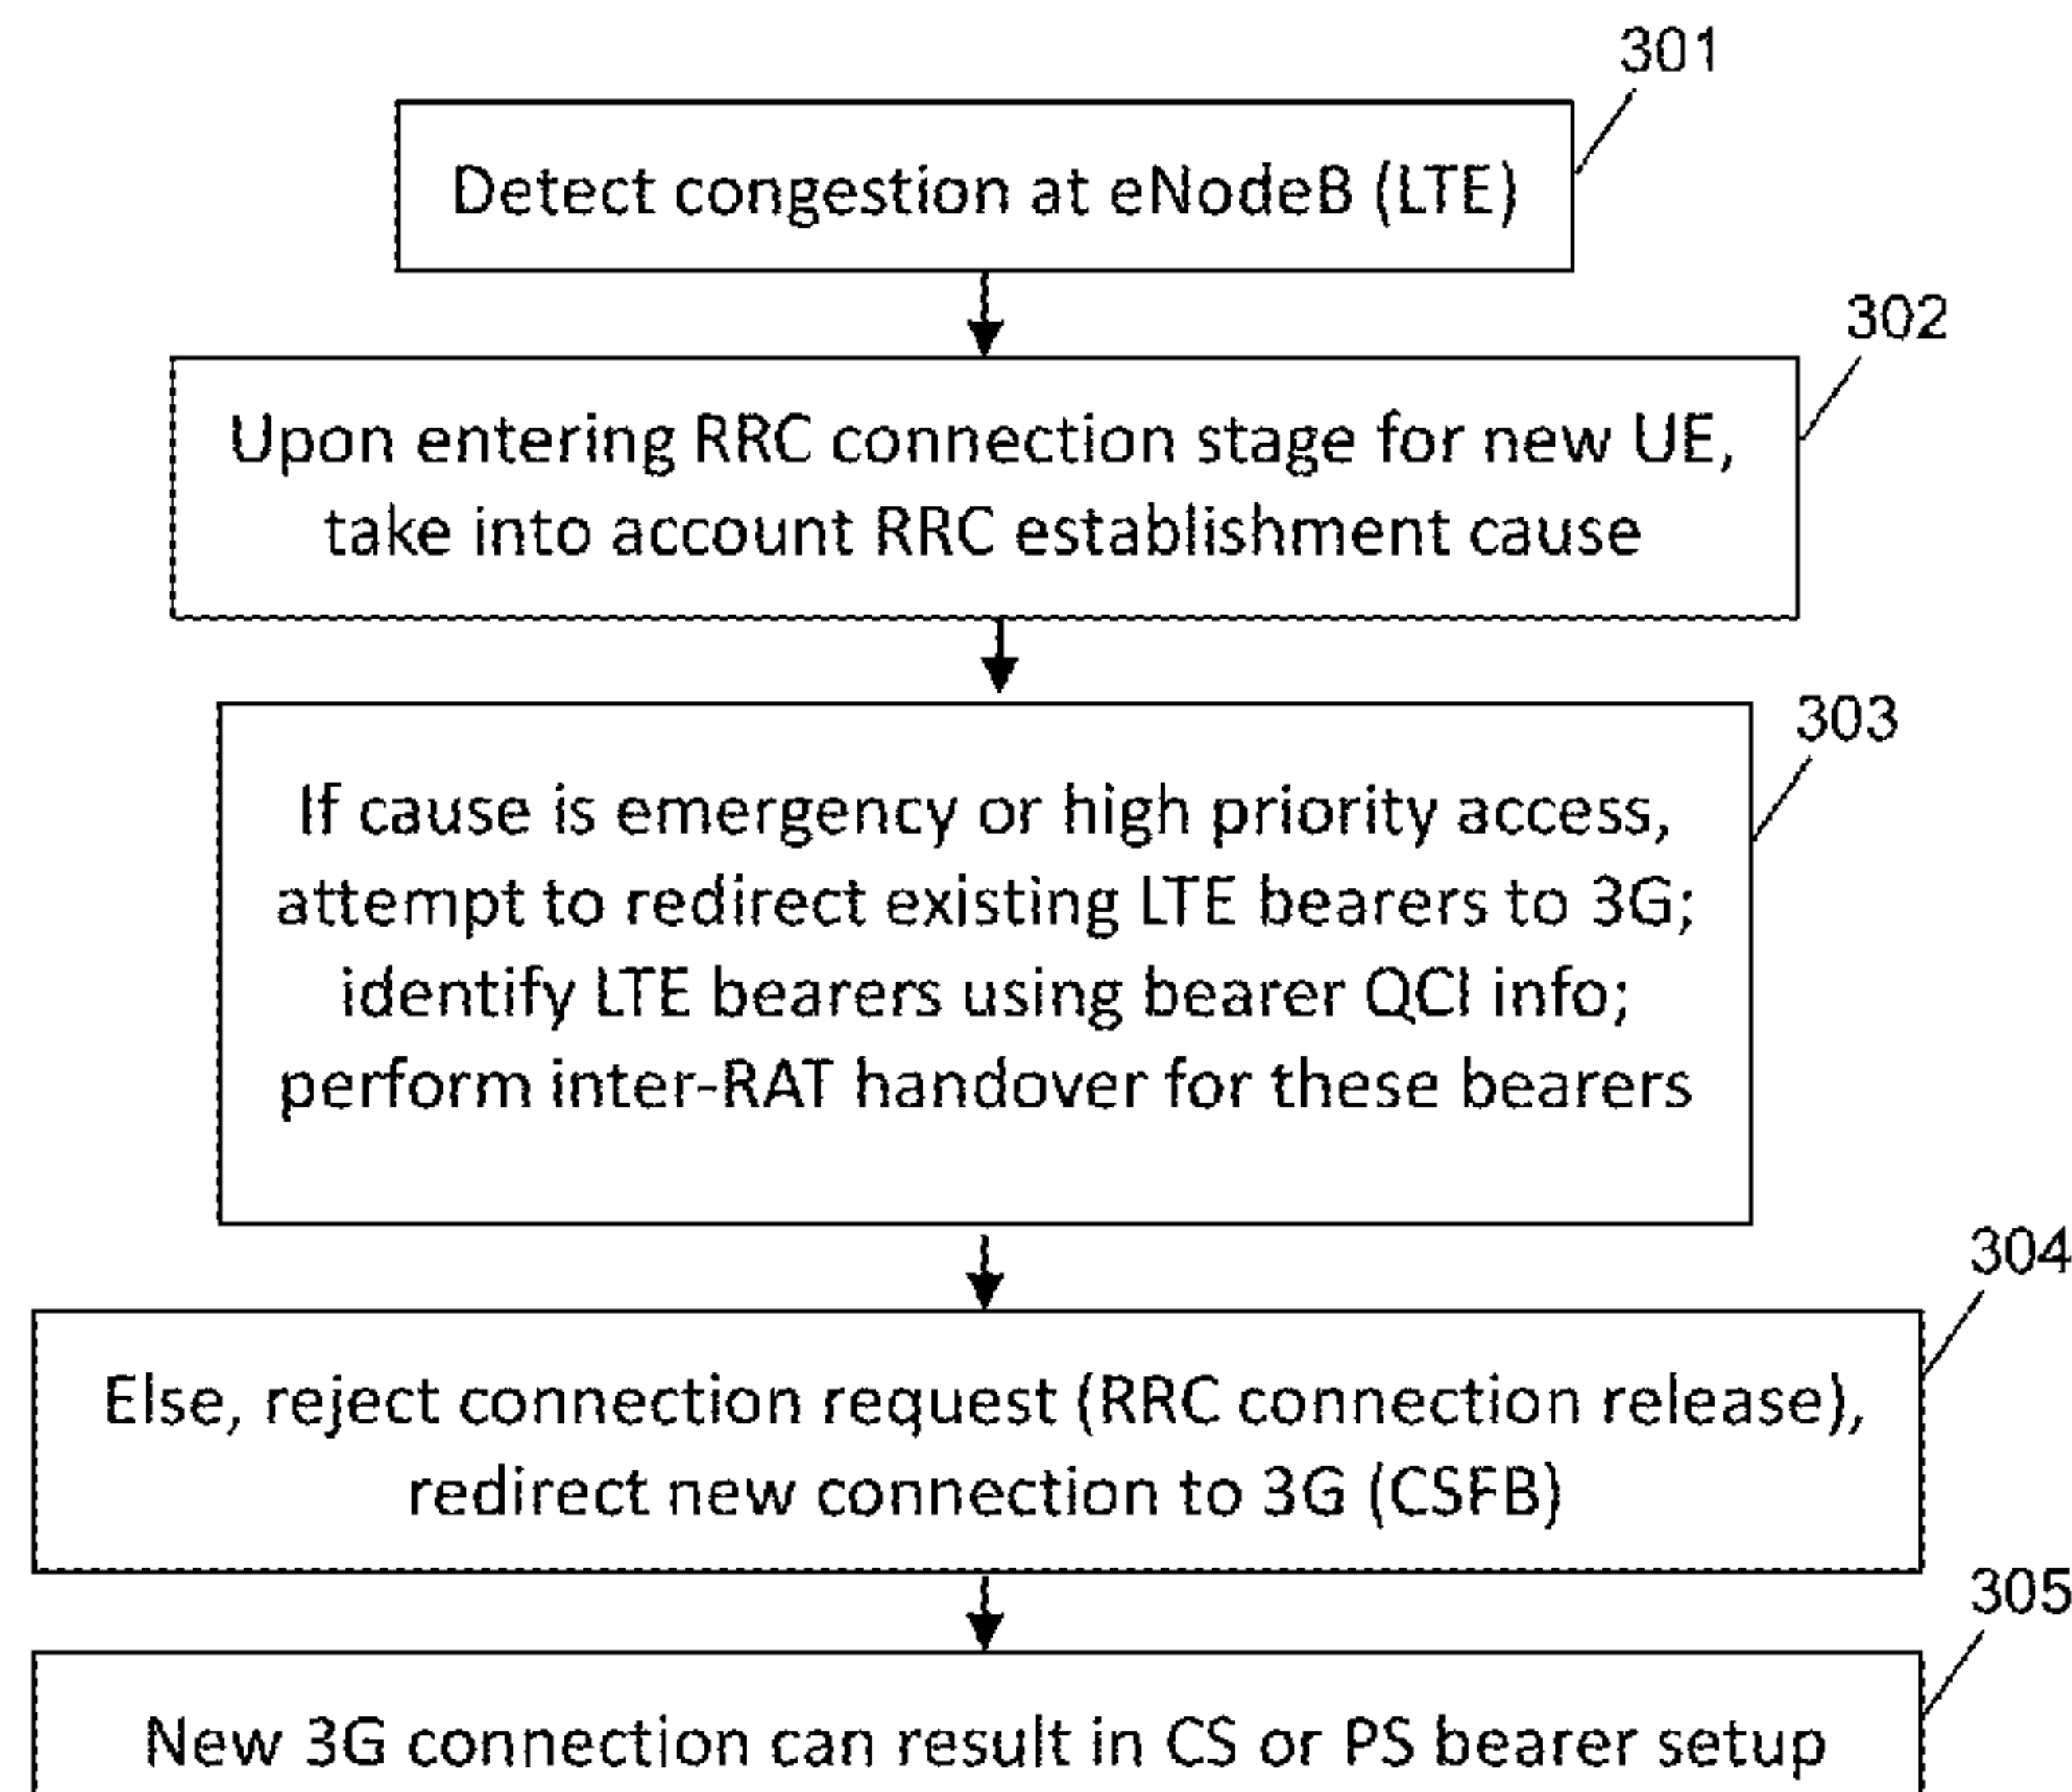 301
Detect congestion at eNodeB (LTE)
302
Upon entering RRC connection stage for new UE,
take into account RRC establishment cause
303
If cause is emergency or high priority access,
attempt to redirect existing LTE bearers to 3G;
identify LTE bearers using bearer QCI info;
perform inter-RAT handover for these bearers
304
Else, reject connection request (RRC connection release),
redirect new connection to 3G (CSFB)
305
New 3G connection can result in CS or PS bearer setup